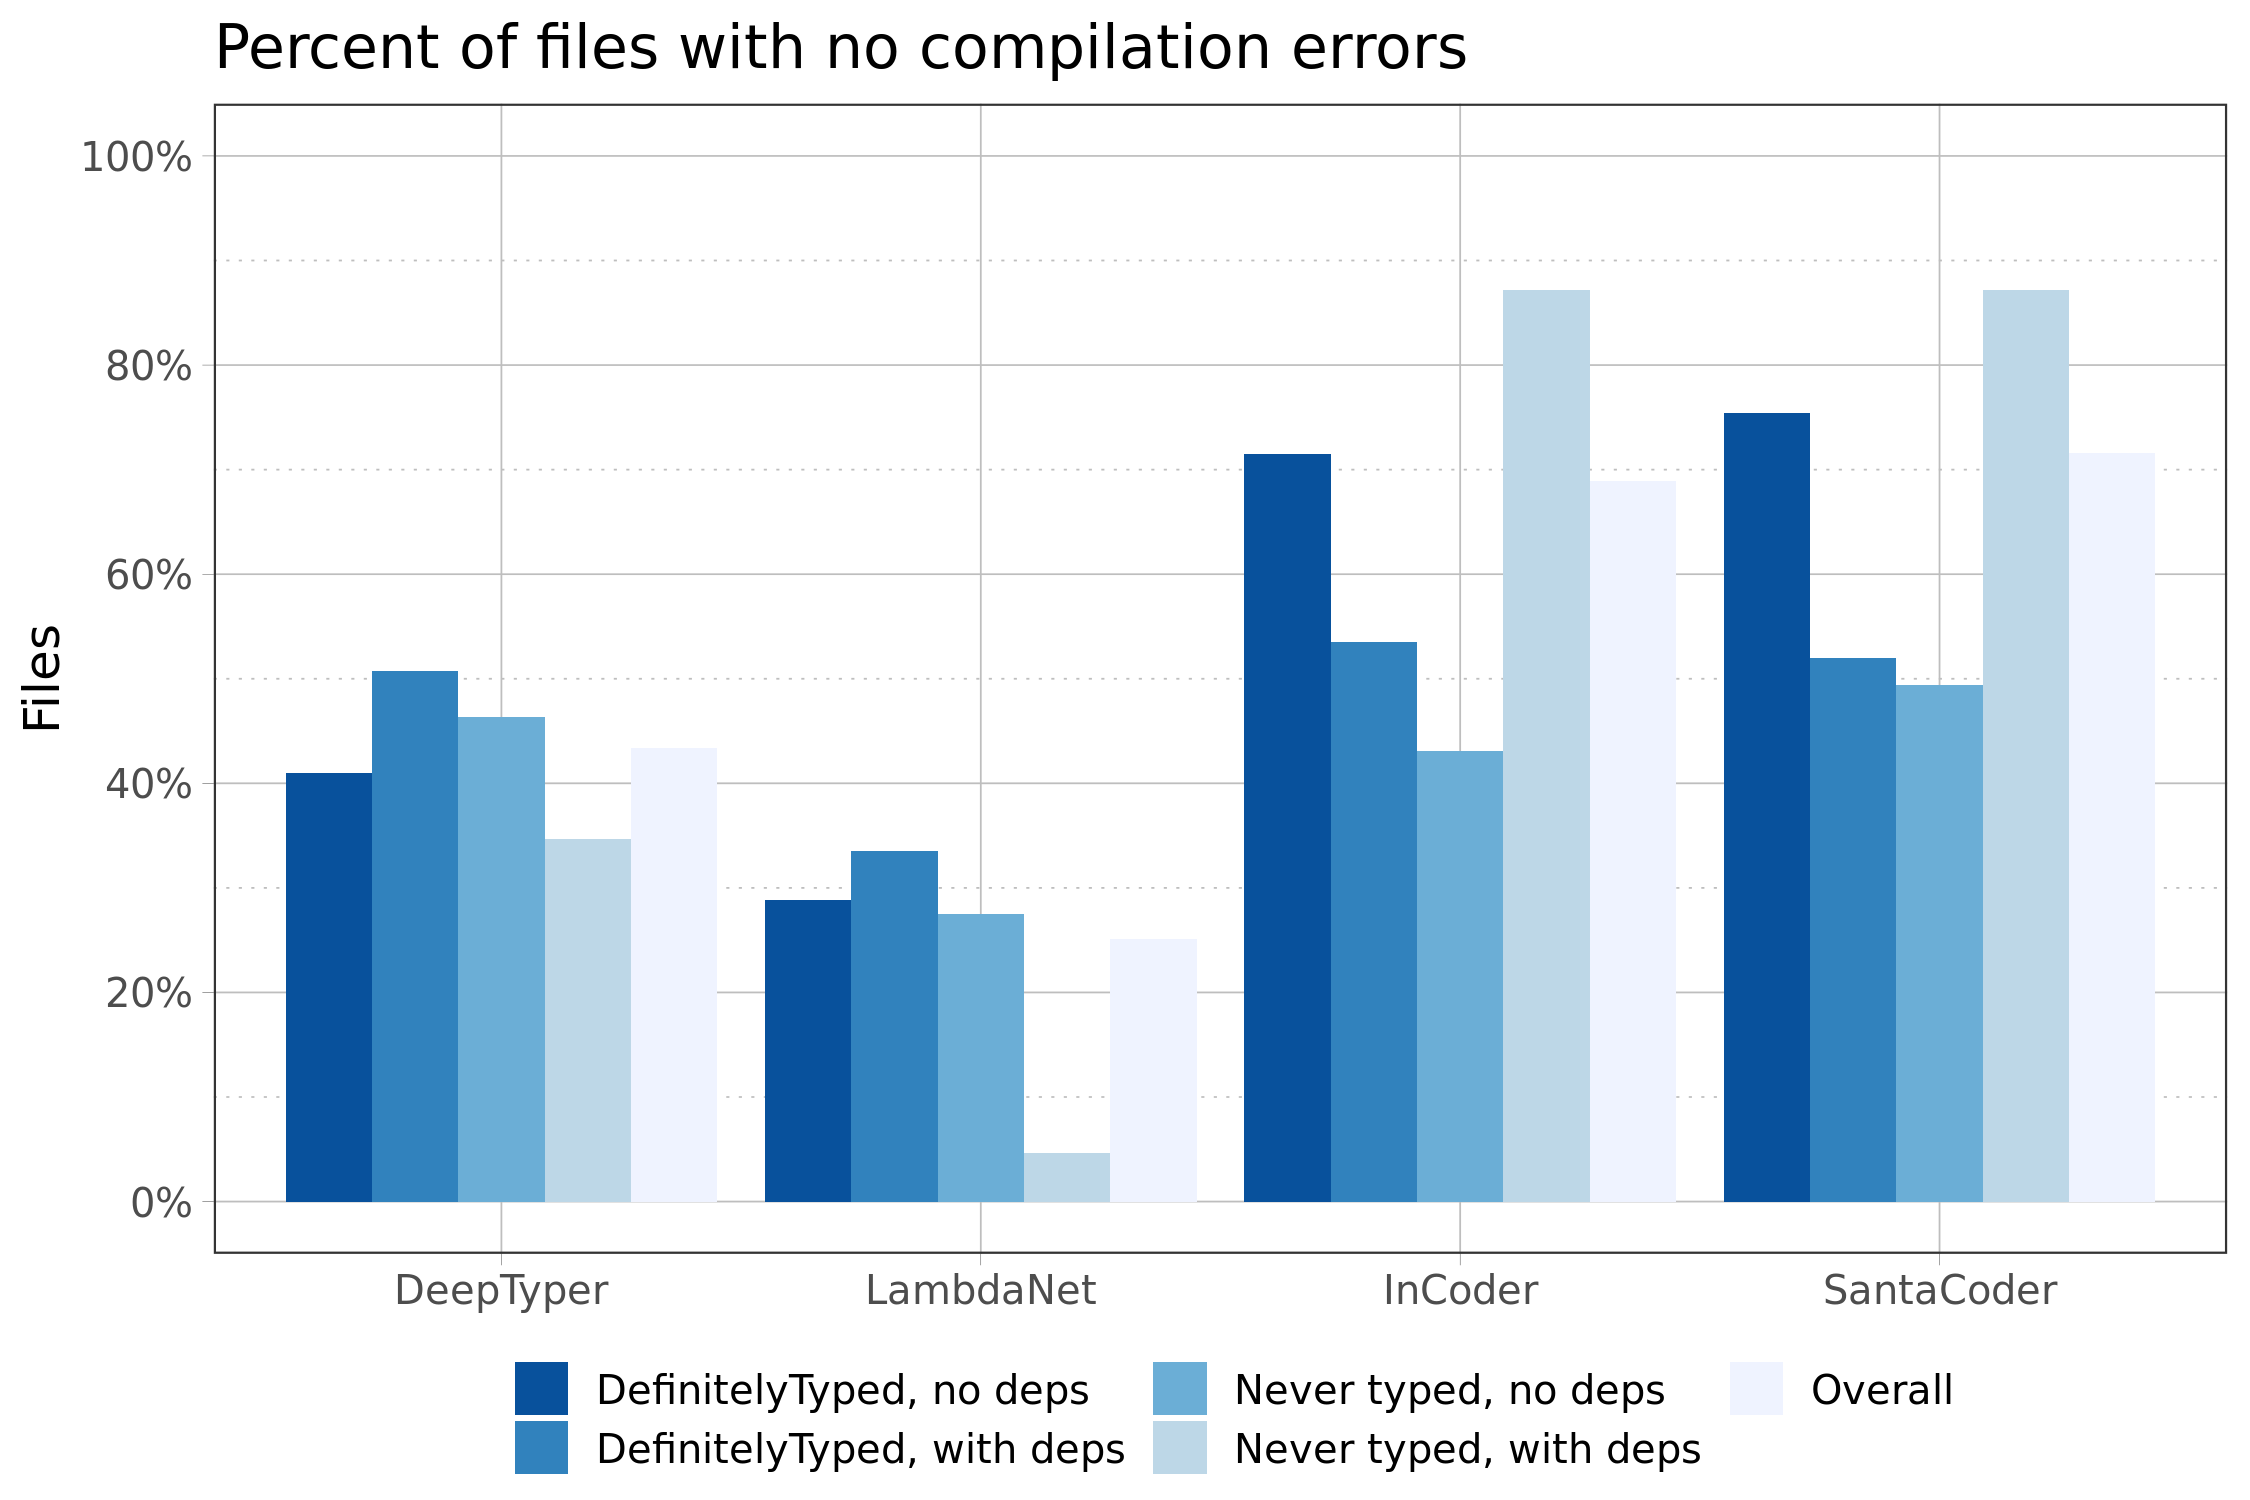 Percent of files with no compilation errors
Files
100%
80%
60%
40%
20%
0%
DeepTyper
LambdaNet
InCoder
SantaCoder
DefinitelyTyped, no deps
DefinitelyTyped, with deps
Never typed, no deps
Never typed, with deps
Overall